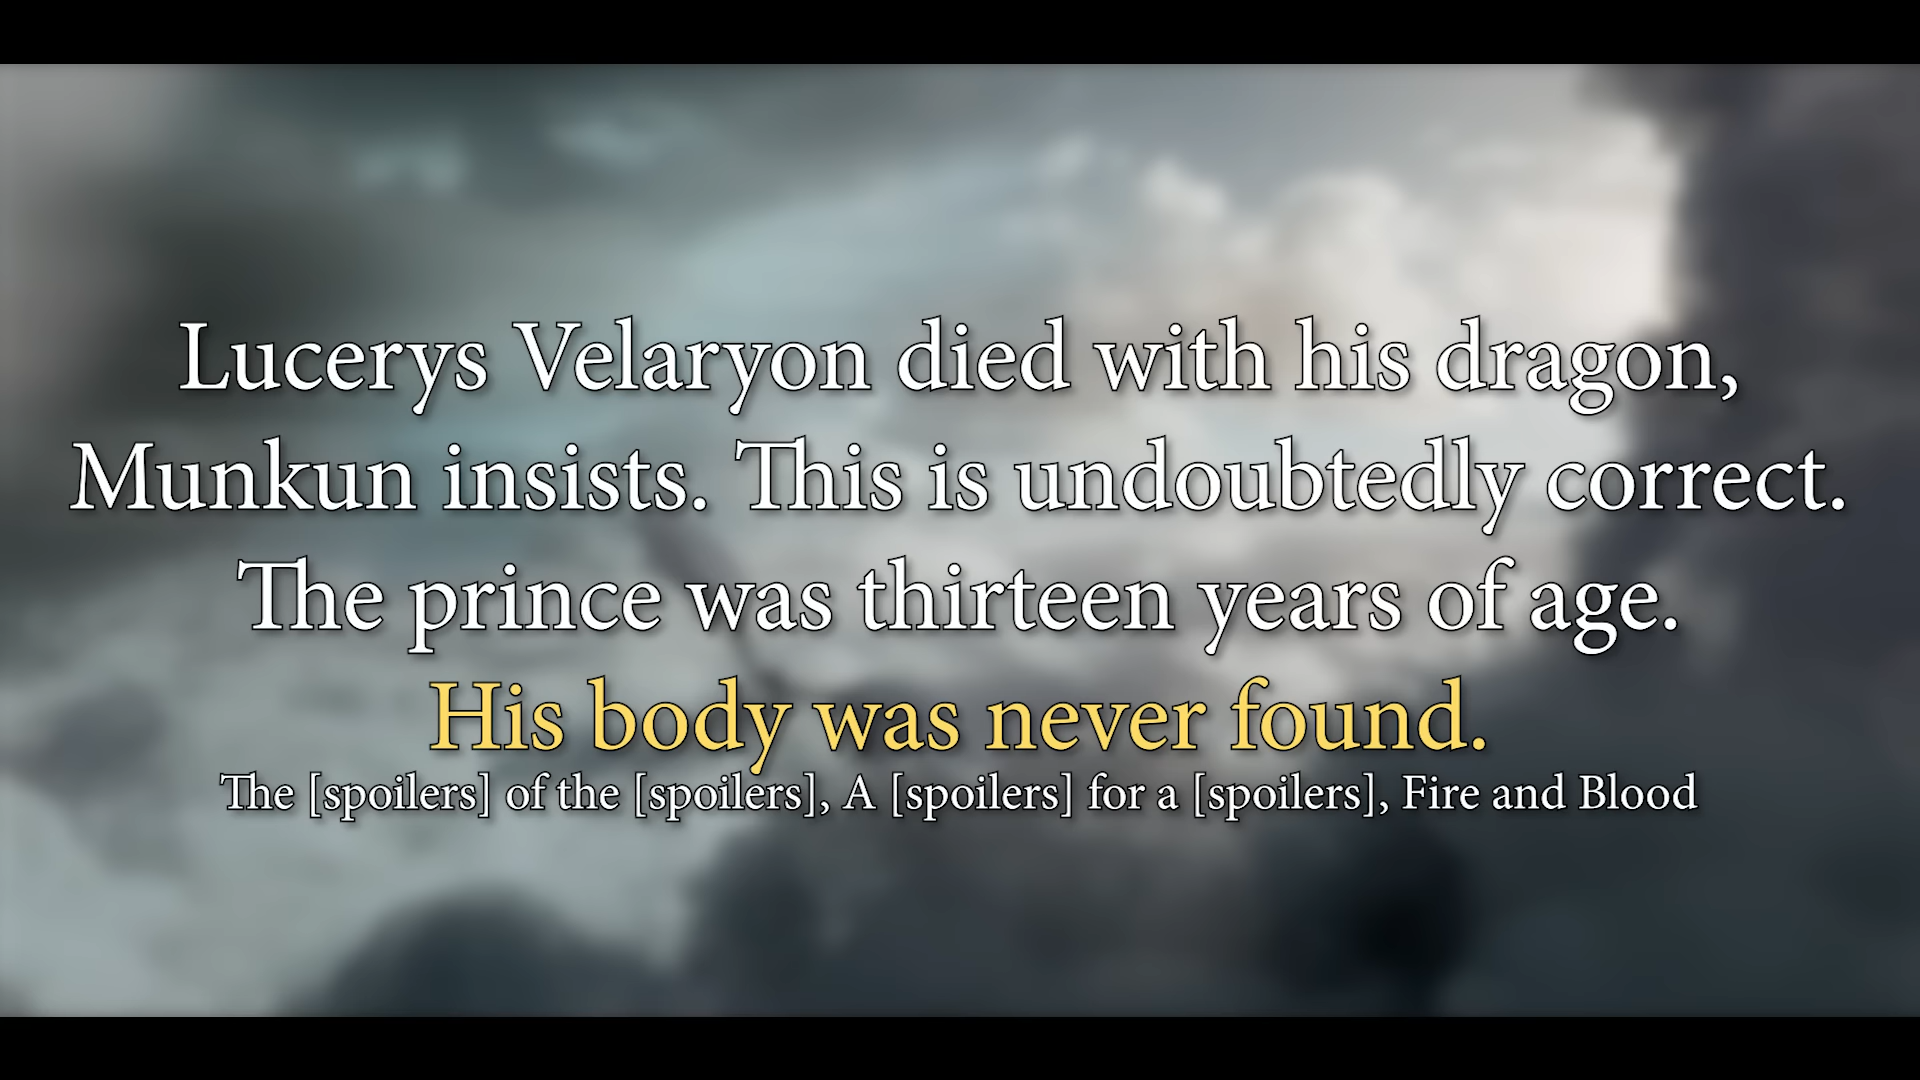 Lucerys Velaryon died with his dragon,
Munkun insists. This is undoubtedly correct.
The prince was thirteen years of age.
His body was never found.
The [spoilers] of the [spoilers], A [spoilers] for a [spoilers], Fire and Blood